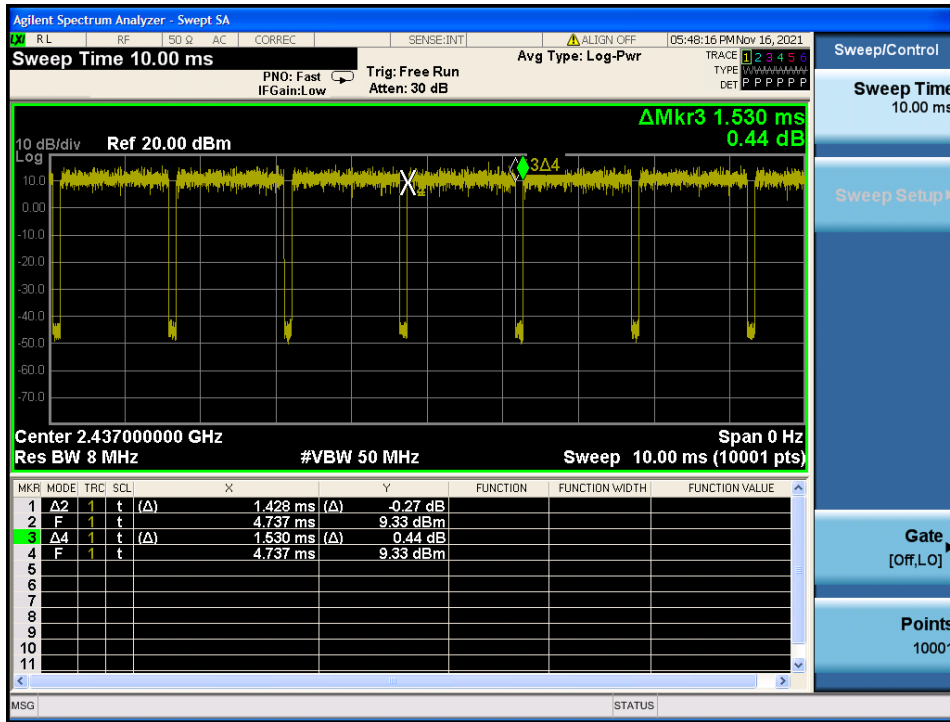 Agilent Spectrum Analyzer - Swept SA
LXI RL RF 50 Ω AC CORREC SENSE:INT ALIGN OFF 05:48:16 PM Nov 16, 2021
Sweep Time 10.00 ms
PNO: Fast
IFGain:Low
Trig: Free Run
Atten: 30 dB
Avg Type: Log-Pwr
TRACE 1 2 3 4 5 6
TYPE WWWWWW
DET P P P P P P
ΔMkr3 1.530 ms
0.44 dB
10 dB/div Ref 20.00 dBm
Log
3Δ4
10.0
0.00
-10.0
-20.0
-30.0
-40.0
-50.0
-60.0
-70.0
Center 2.437000000 GHz Span 0 Hz
Res BW 8 MHz #VBW 50 MHz Sweep 10.00 ms (10001 pts)
MKR MODE TRC SCL X Y FUNCTION FUNCTION WIDTH FUNCTION VALUE
1 Δ2 1 t (Δ) 1.428 ms (Δ) -0.27 dB
2 F 1 t 4.737 ms 9.33 dBm
3 Δ4 1 t (Δ) 1.530 ms (Δ) 0.44 dB
4 F 1 t 4.737 ms 9.33 dBm
5
6
7
8
9
10
11
MSG STATUS
Sweep/Control
Sweep Time
10.00 ms
Sweep Setup
Gate
[Off,LO]
Points
10001